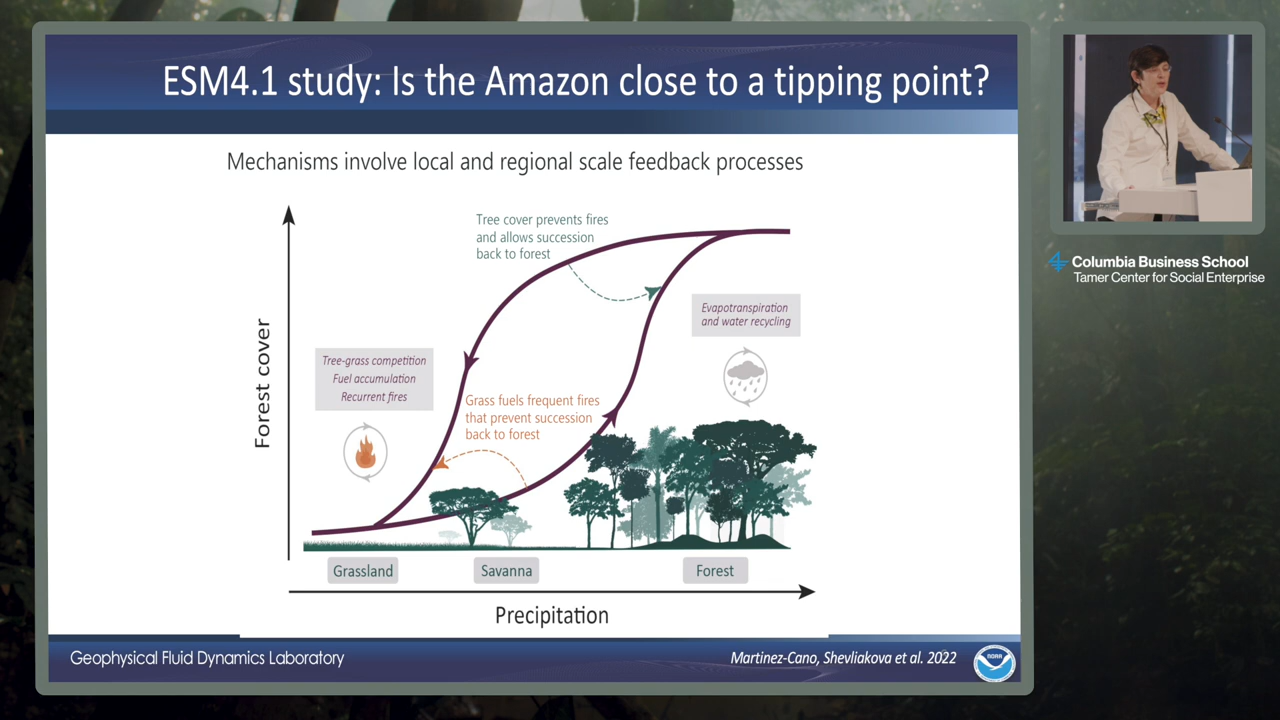 ESM4.1 study: Is the Amazon close to a tipping point?
Mechanisms involve local and regional scale feedback processes
Tree cover prevents fires
and allows succession
back to forest
Evapotranspiration
and water recycling
Tree-grass competition
Fuel accumulation
Recurrent fires
Grass fuels frequent fires
that prevent succession
back to forest
Forest cover
Grassland
Savanna
Forest
Precipitation
Geophysical Fluid Dynamics Laboratory
Martinez-Cano, Shevliakova et al. 2022
NOAA
Columbia Business School
Tamer Center for Social Enterprise